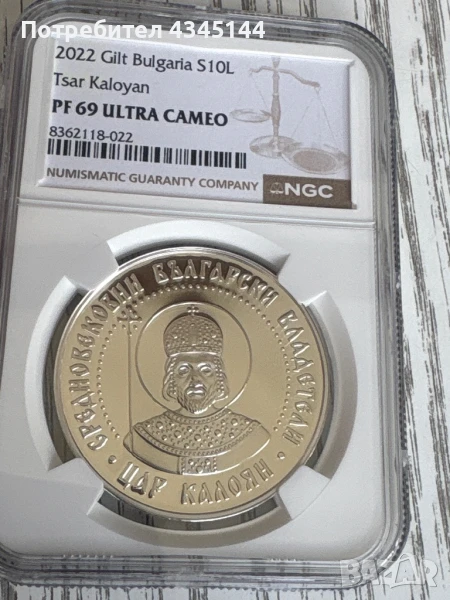 Потребител 4345144
2022 Gilt Bulgaria S10L
Tsar Kaloyan
PF 69 ULTRA CAMEO
8362118-022
NUMISMATIC GUARANTY COMPANY
NGC
СРЕДНОВЕКОВНИ БЪЛГАРСКИ ВЛАДЕТЕЛИ
ЦАР КАЛОЯН
BAZAR